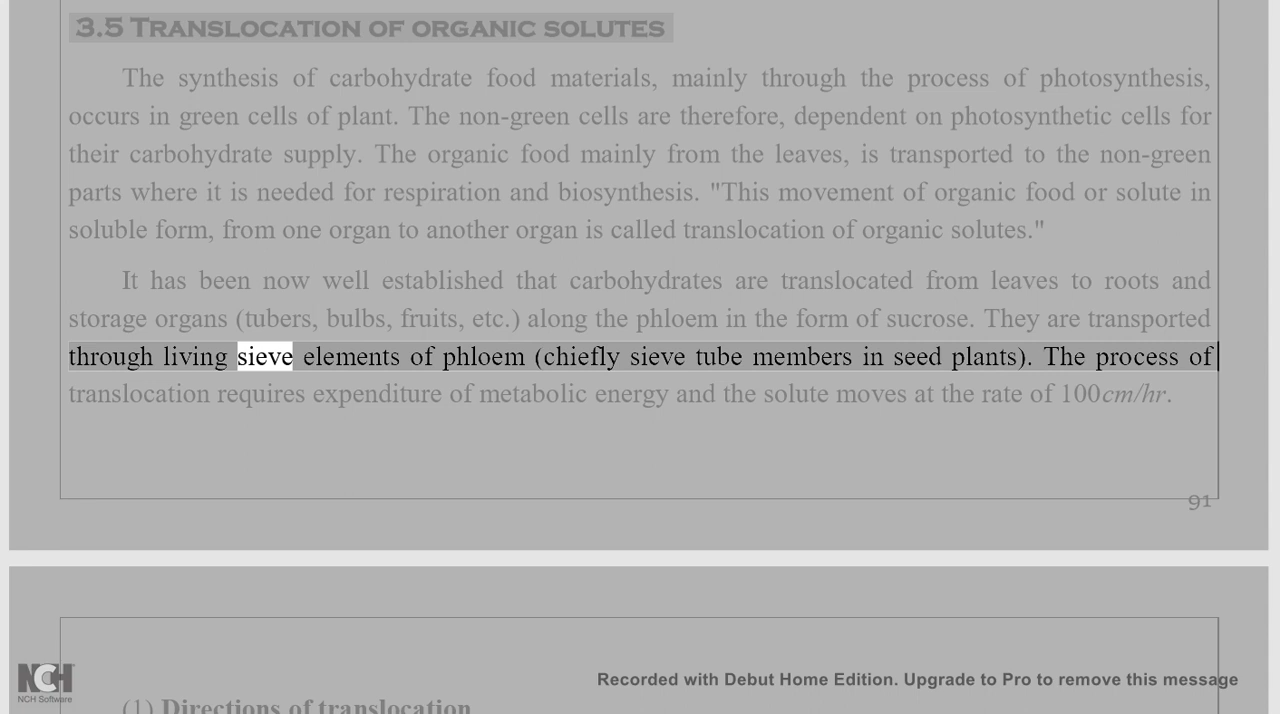 3.5 TRANSLOCATION OF ORGANIC SOLUTES
The synthesis of carbohydrate food materials, mainly through the process of photosynthesis,
occurs in green cells of plant. The non-green cells are therefore, dependent on photosynthetic cells for
their carbohydrate supply. The organic food mainly from the leaves, is transported to the non-green
parts where it is needed for respiration and biosynthesis. "This movement of organic food or solute in
soluble form, from one organ to another organ is called translocation of organic solutes."
It has been now well established that carbohydrates are translocated from leaves to roots and
storage organs (tubers, bulbs, fruits, etc.) along the phloem in the form of sucrose. They are transported
through living sieve elements of phloem (chiefly sieve tube members in seed plants). The process of
translocation requires expenditure of metabolic energy and the solute moves at the rate of 100cm/hr.
91
NCH
NCH Software
Recorded with Debut Home Edition. Upgrade to Pro to remove this message
(1) Directions of translocation